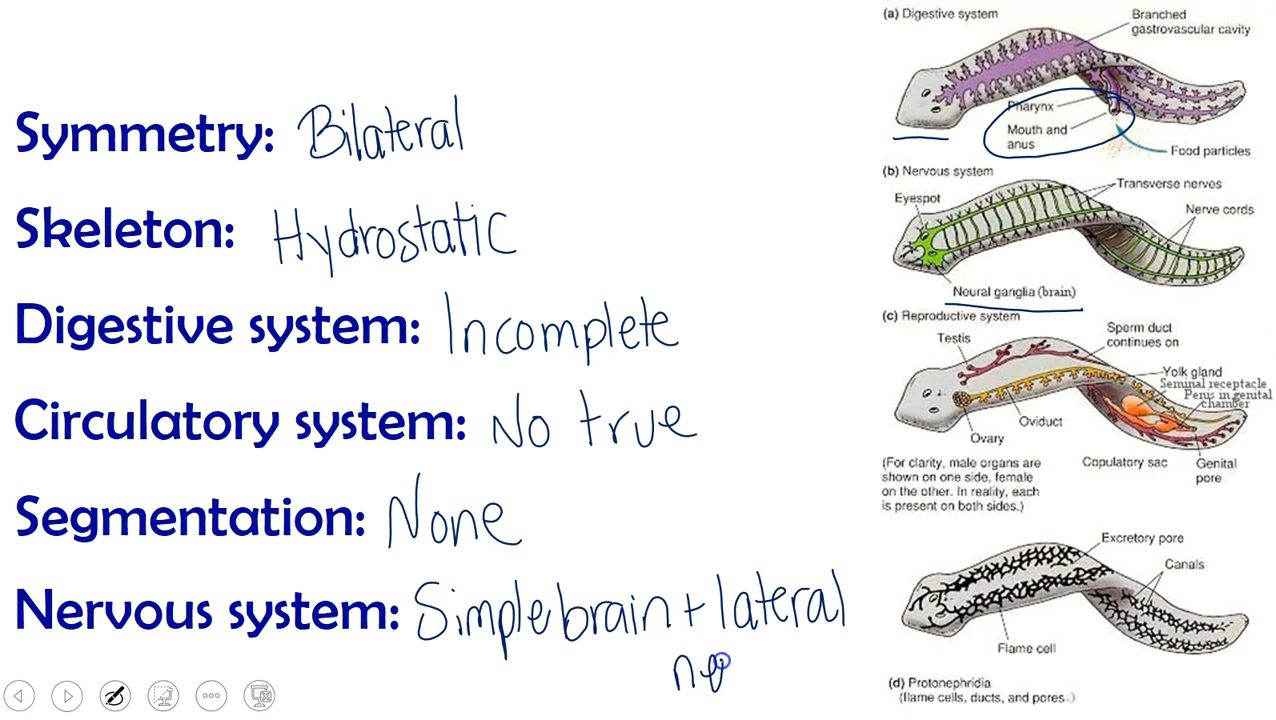 Symmetry: Bilateral
Skeleton: Hydrostatic
Digestive system: Incomplete
Circulatory system: No true
Segmentation: None
Nervous system: Simple brain + lateral
ne
(a) Digestive system
Branched
gastrovascular cavity
Pharynx
Mouth and
anus
Food particles
(b) Nervous system
Eyespot
Transverse nerves
Nerve cords
Neural ganglia (brain)
(c) Reproductive system
Testis
Sperm duct
continues on
Yolk gland
Seminal receptacle
Penis in genital
chamber
Oviduct
Ovary
Copulatory sac
Genital
pore
(For clarity, male organs are
shown on one side, female
on the other. In reality, each
is present on both sides.)
Excretory pore
Canals
Flame cell
(d) Protonephridia
(flame cells, ducts, and pores.)